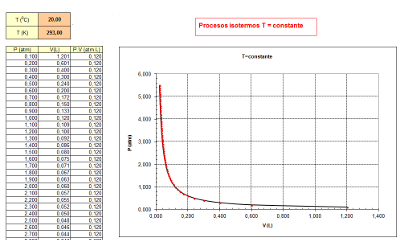 T (ºC) 20,00
T (K) 293,00
Procesos isotermos T = constante
P (atm) V(L) P.V (atm.L)
0,100 1,201 0,120
0,200 0,601 0,120
0,300 0,400 0,120
0,400 0,300 0,120
0,500 0,240 0,120
0,600 0,200 0,120
0,700 0,172 0,120
0,800 0,150 0,120
0,900 0,133 0,120
1,000 0,120 0,120
1,100 0,109 0,120
1,200 0,100 0,120
1,300 0,092 0,120
1,400 0,086 0,120
1,500 0,080 0,120
1,600 0,075 0,120
1,700 0,071 0,120
1,800 0,067 0,120
1,900 0,063 0,120
2,000 0,060 0,120
2,100 0,057 0,120
2,200 0,055 0,120
2,300 0,052 0,120
2,400 0,050 0,120
2,500 0,048 0,120
2,600 0,046 0,120
2,700 0,044 0,120
T=constante
P (atm)
6,000
5,000
4,000
3,000
2,000
1,000
0,000
0,000 0,200 0,400 0,600 0,800 1,000 1,200 1,400
V(L)